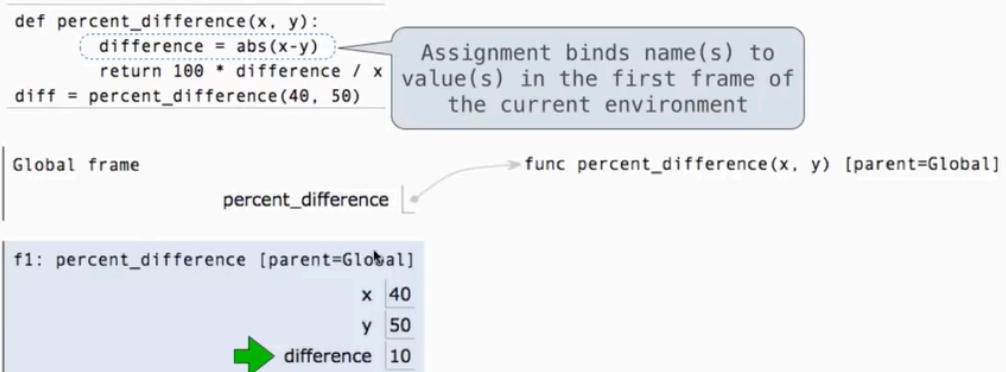 def percent_difference(x, y):
difference = abs(x-y)
return 100 * difference / x
diff = percent_difference(40, 50)
Assignment binds name(s) to
value(s) in the first frame of
the current environment
Global frame
func percent_difference(x, y) [parent=Global]
percent_difference
f1: percent_difference [parent=Global]
x 40
y 50
difference 10